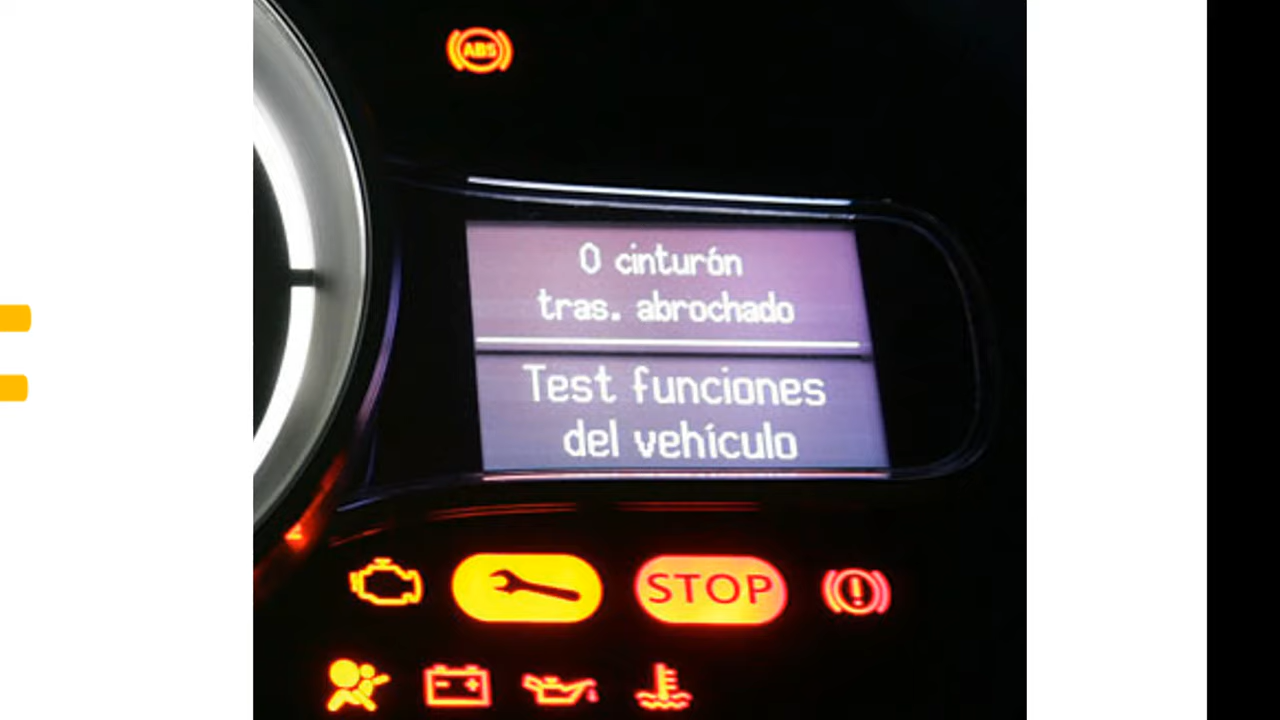 ABS
0 cinturón
tras. abrochado
Test funciones
del vehículo
STOP